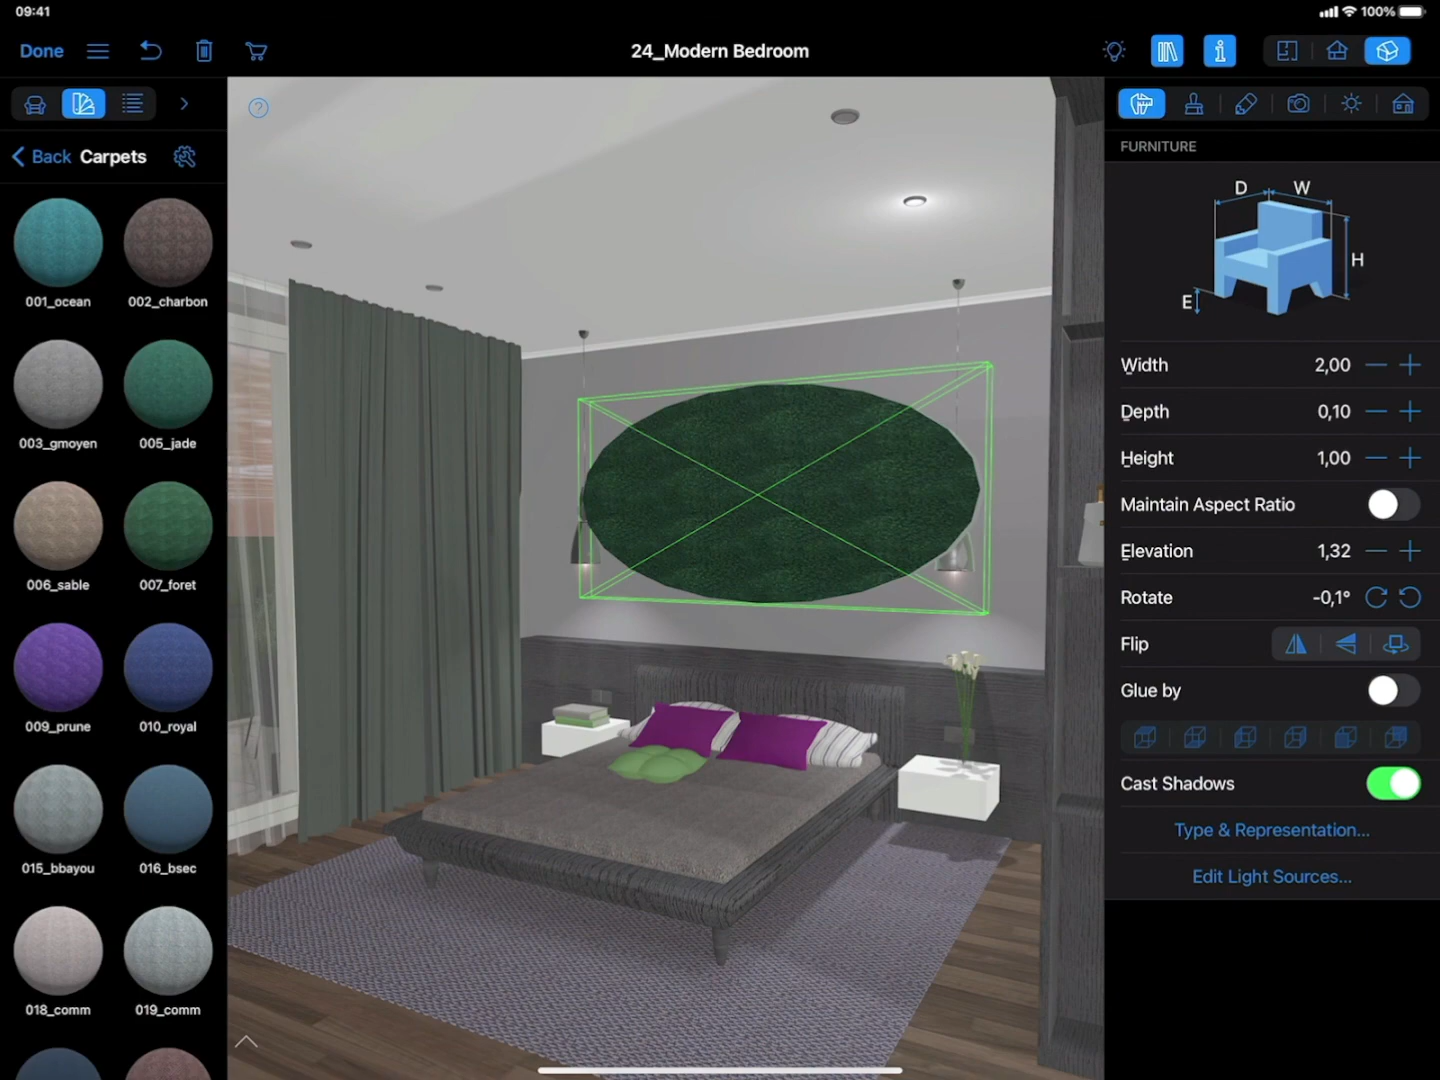 09:41
100%
Done
24_Modern Bedroom
Back Carpets
001_ocean
002_charbon
003_gmoyen
005_jade
006_sable
007_foret
009_prune
010_royal
015_bbayou
016_bsec
018_comm
019_comm
FURNITURE
D W
H
E
Width 2,00
Depth 0,10
Height 1,00
Maintain Aspect Ratio
Elevation 1,32
Rotate -0,1°
Flip
Glue by
Cast Shadows
Type & Representation...
Edit Light Sources...